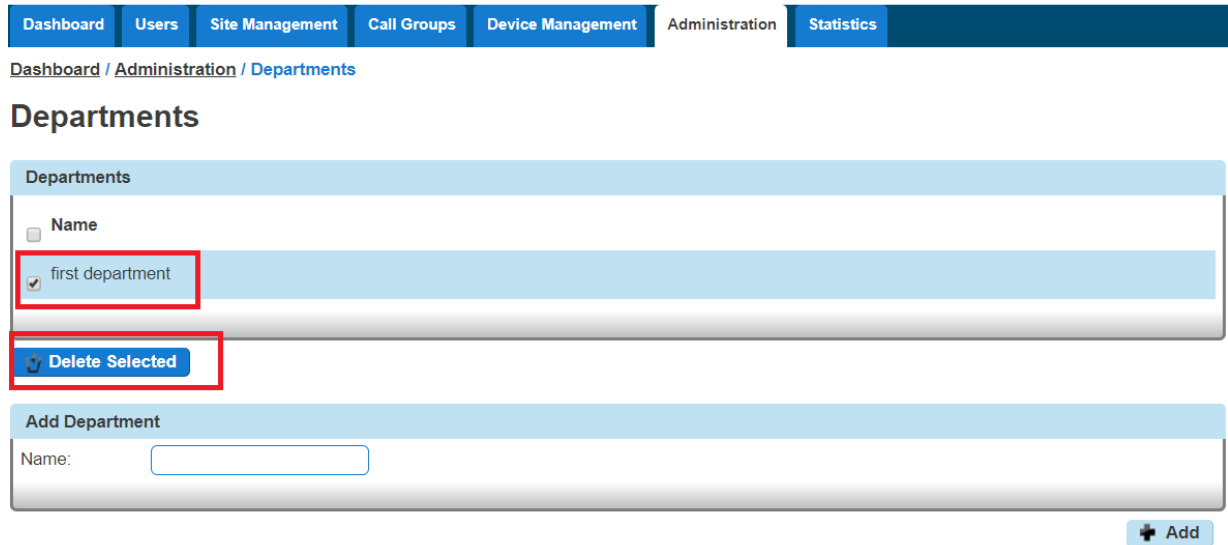 Dashboard Users Site Management Call Groups Device Management Administration Statistics
Dashboard / Administration / Departments
Departments
Departments
Name
first department
Delete Selected
Add Department
Name:
Add